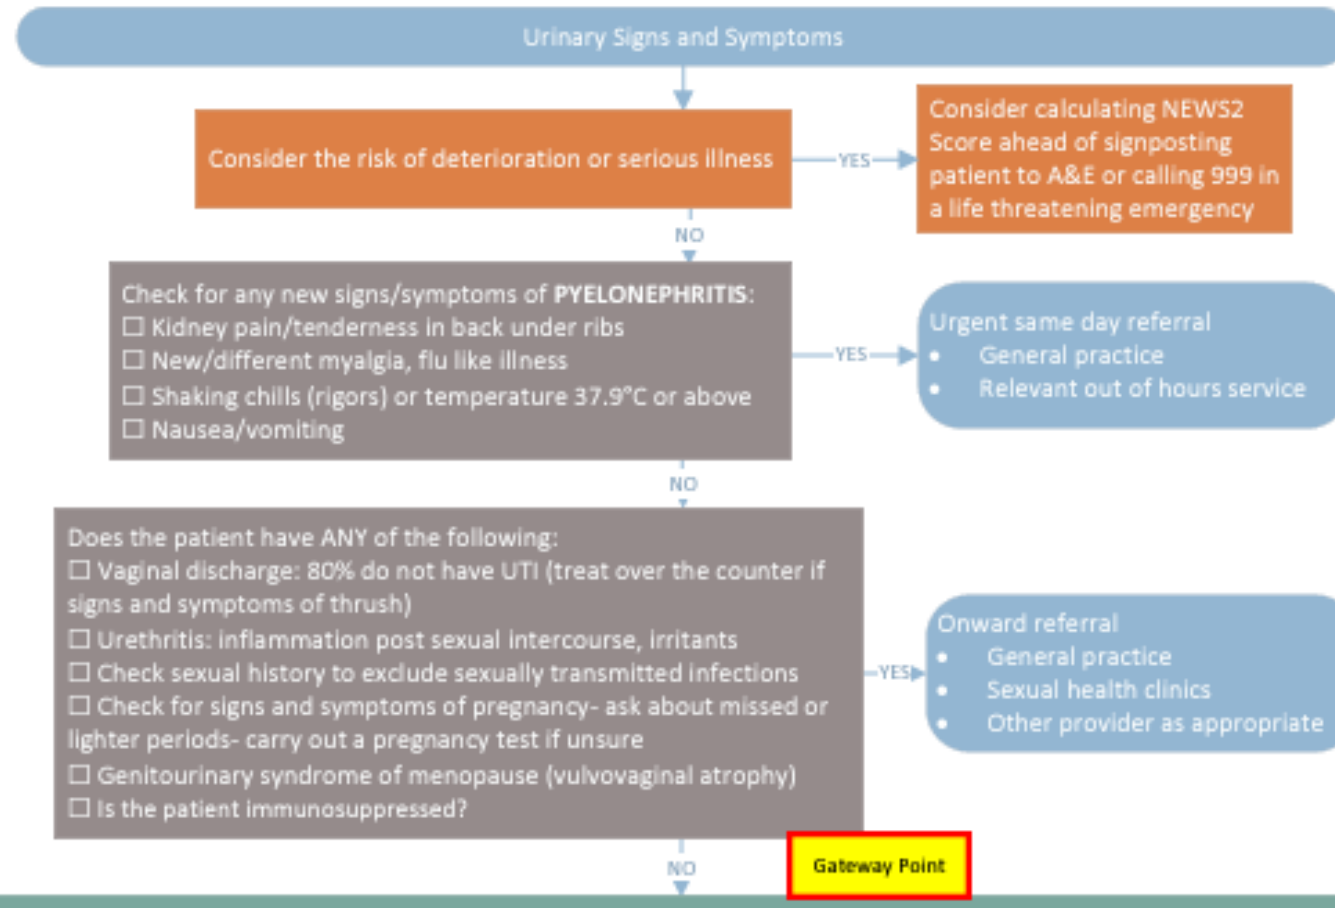 Urinary Signs and Symptoms
Consider the risk of deterioration or serious illness
YES
Consider calculating NEWS2
Score ahead of signposting
patient to A&E or calling 999 in
a life threatening emergency
NO
Check for any new signs/symptoms of PYELONEPHRITIS:
☐ Kidney pain/tenderness in back under ribs
☐ New/different myalgia, flu like illness
☐ Shaking chills (rigors) or temperature 37.9°C or above
☐ Nausea/vomiting
YES
Urgent same day referral
• General practice
• Relevant out of hours service
NO
Does the patient have ANY of the following:
☐ Vaginal discharge: 80% do not have UTI (treat over the counter if
signs and symptoms of thrush)
☐ Urethritis: inflammation post sexual intercourse, irritants
☐ Check sexual history to exclude sexually transmitted infections
☐ Check for signs and symptoms of pregnancy- ask about missed or
lighter periods- carry out a pregnancy test if unsure
☐ Genitourinary syndrome of menopause (vulvovaginal atrophy)
☐ Is the patient immunosuppressed?
YES
Onward referral
• General practice
• Sexual health clinics
• Other provider as appropriate
NO
Gateway Point